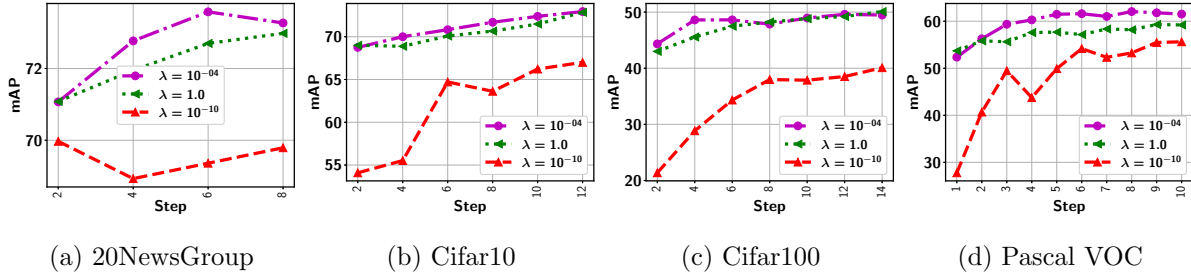 mAP
72
70
2
4
6
8
Step
λ = 10⁻⁰⁴
λ = 1.0
λ = 10⁻¹⁰
(a) 20NewsGroup
mAP
70
65
60
55
2
4
6
8
10
12
Step
λ = 10⁻⁰⁴
λ = 1.0
λ = 10⁻¹⁰
(b) Cifar10
mAP
50
40
30
20
2
4
6
8
10
12
14
Step
λ = 10⁻⁰⁴
λ = 1.0
λ = 10⁻¹⁰
(c) Cifar100
mAP
60
50
40
30
1
2
3
4
5
6
7
8
9
10
Step
λ = 10⁻⁰⁴
λ = 1.0
λ = 10⁻¹⁰
(d) Pascal VOC